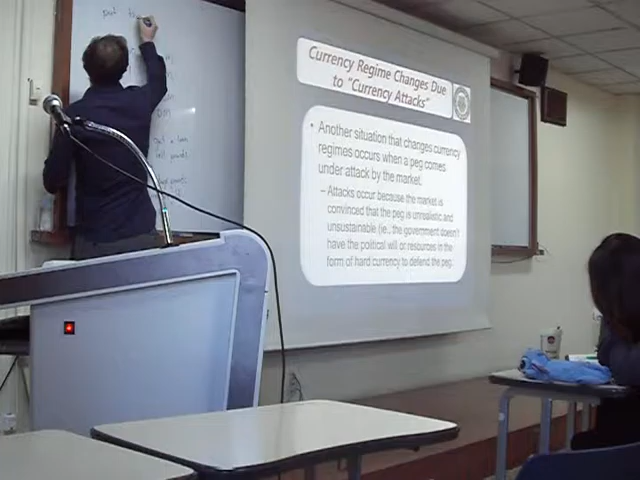 put
Currency Regime Changes Due
to "Currency Attacks"
• Another situation that changes currency
regimes occurs when a peg comes
under attack by the market.
– Attacks occur because the market is
convinced that the peg is unrealistic and
unsustainable (ie., the government doesn't
have the political will or resources in the
form of hard currency to defend the peg.